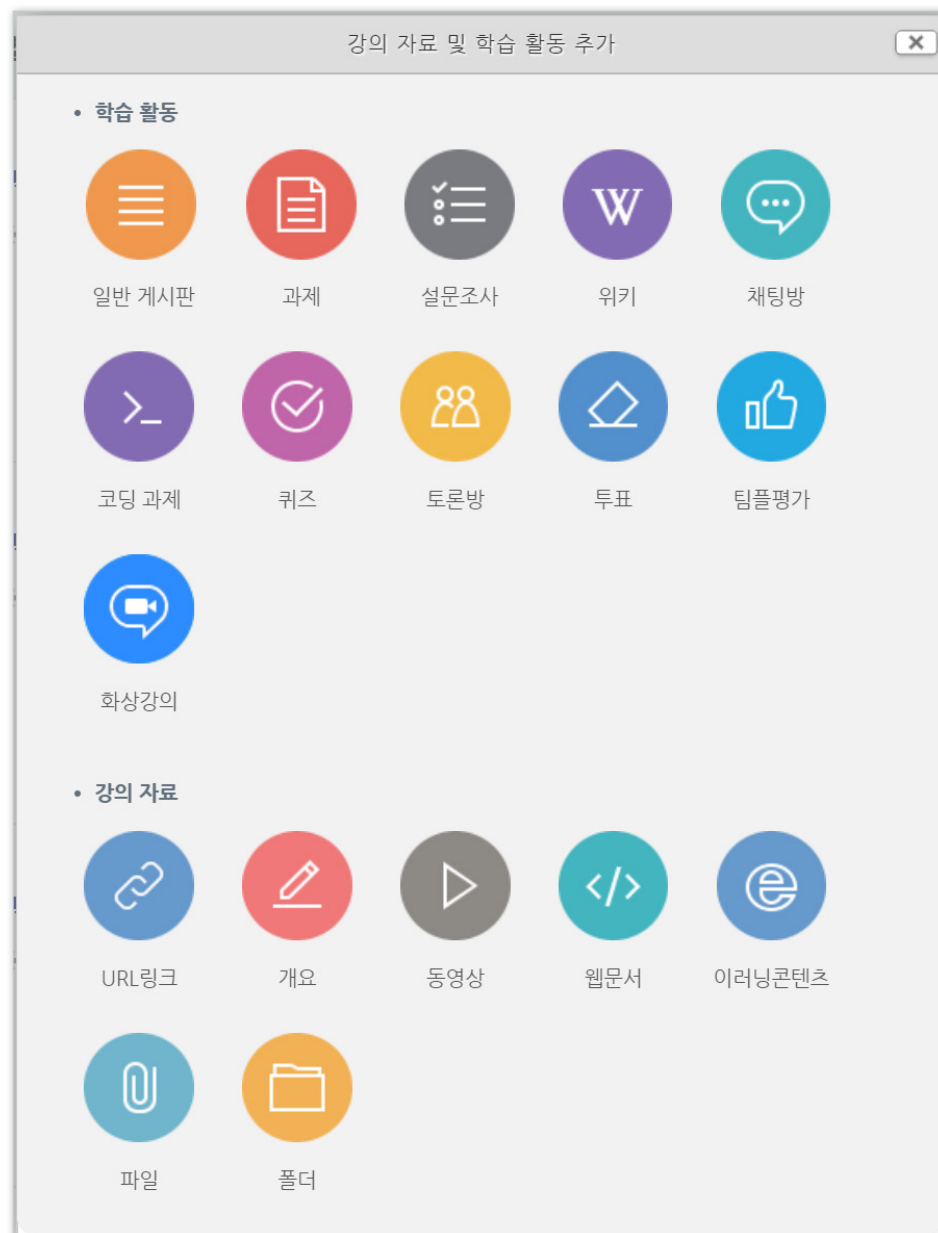 강의 자료 및 학습 활동 추가
• 학습 활동
일반 게시판 과제 설문조사 위키 채팅방
코딩 과제 퀴즈 토론방 투표 팀플평가
화상강의
• 강의 자료
URL링크 개요 동영상 웹문서 이러닝콘텐츠
파일 폴더